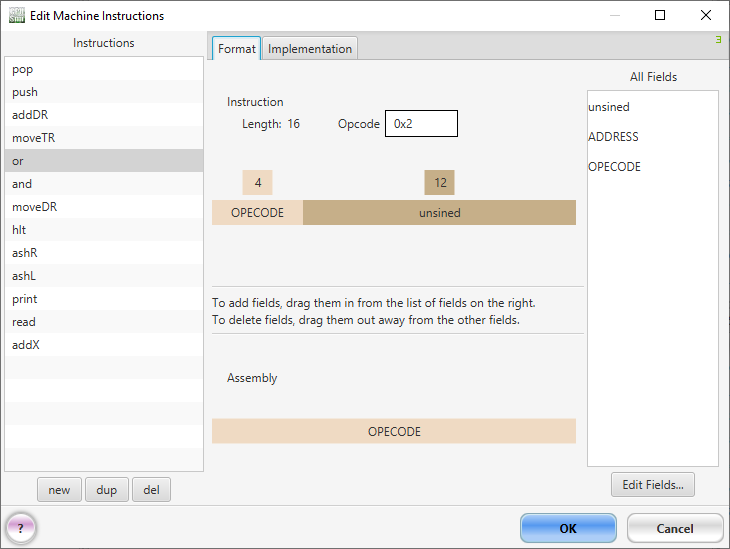 Edit Machine Instructions
Instructions
pop
push
addDR
moveTR
or
and
moveDR
hlt
ashR
ashL
print
read
addX
new dup del
Format Implementation
3
Instruction
Length: 16 Opcode 0x2
4 12
OPECODE unsined
To add fields, drag them in from the list of fields on the right.
To delete fields, drag them out away from the other fields.
Assembly
OPECODE
All Fields
unsined
ADDRESS
OPECODE
Edit Fields...
?
OK Cancel